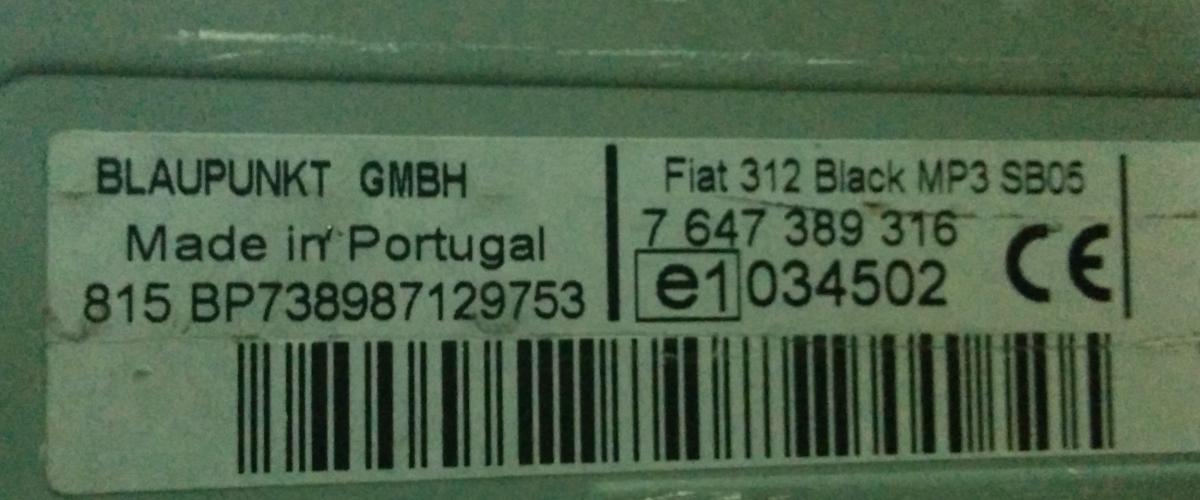 BLAUPUNKT GMBH
Made in Portugal
815 BP738987129753
Fiat 312 Black MP3 SB05
7 647 389 316
e1 034502 CE